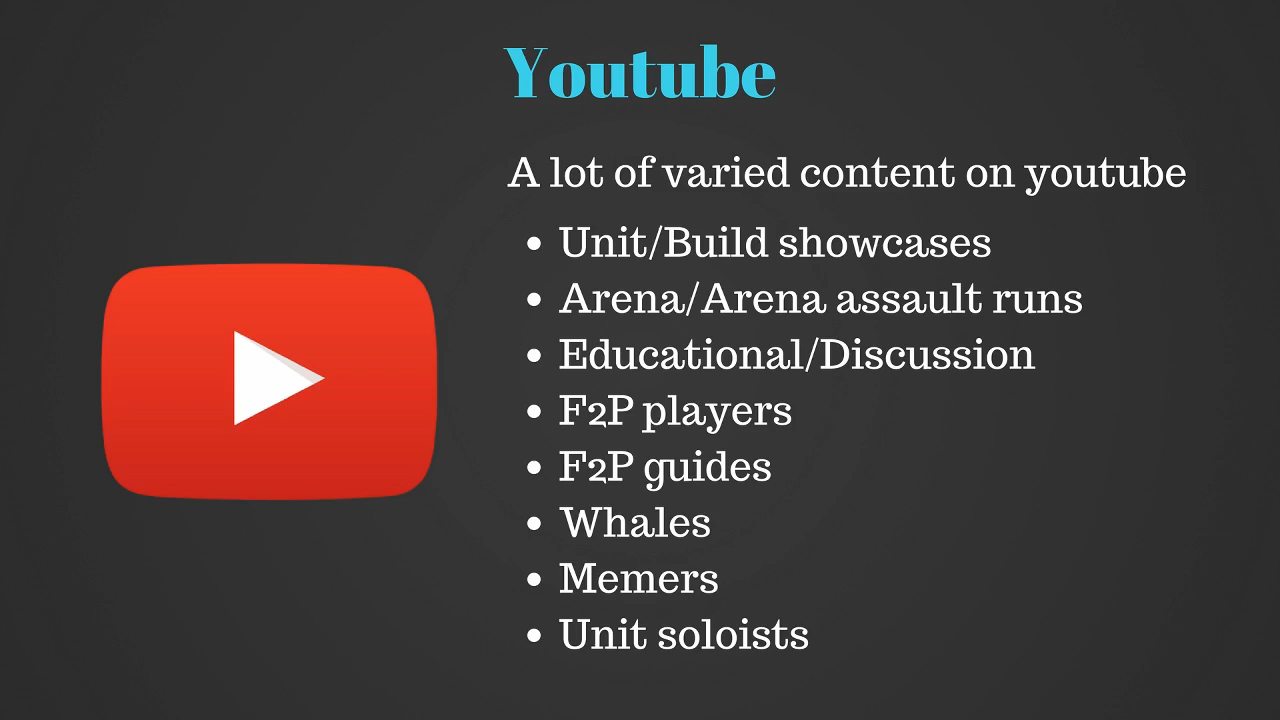 Youtube
A lot of varied content on youtube
• Unit/Build showcases
• Arena/Arena assault runs
• Educational/Discussion
• F2P players
• F2P guides
• Whales
• Memers
• Unit soloists